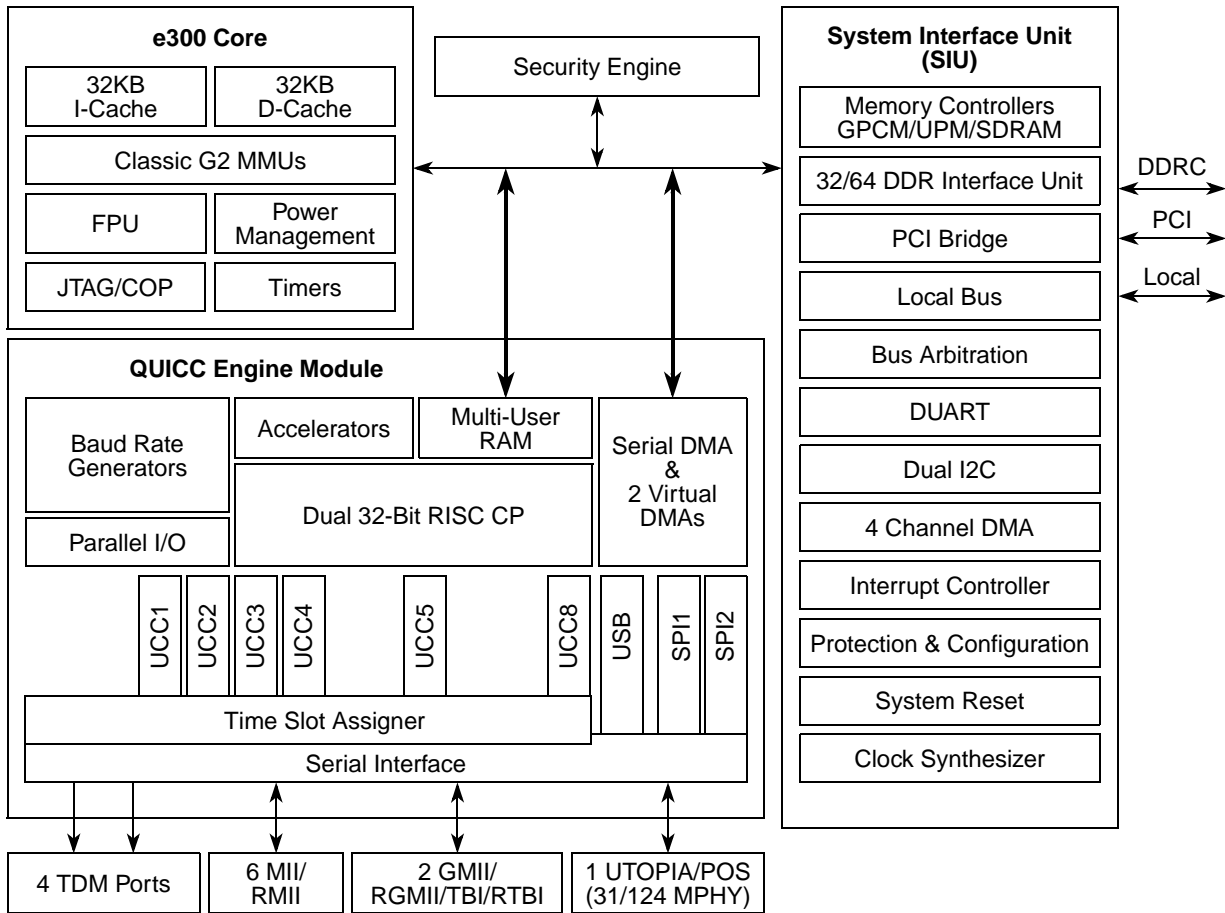 e300 Core
32KB
I-Cache
32KB
D-Cache
Classic G2 MMUs
FPU
Power
Management
JTAG/COP
Timers
Security Engine
System Interface Unit
(SIU)
Memory Controllers
GPCM/UPM/SDRAM
32/64 DDR Interface Unit
PCI Bridge
Local Bus
Bus Arbitration
DUART
Dual I2C
4 Channel DMA
Interrupt Controller
Protection & Configuration
System Reset
Clock Synthesizer
DDRC
PCI
Local
QUICC Engine Module
Baud Rate
Generators
Parallel I/O
Accelerators
Multi-User
RAM
Dual 32-Bit RISC CP
Serial DMA
&
2 Virtual
DMAs
UCC1
UCC2
UCC3
UCC4
UCC5
UCC8
USB
SPI1
SPI2
Time Slot Assigner
Serial Interface
4 TDM Ports
6 MII/
RMII
2 GMII/
RGMII/TBI/RTBI
1 UTOPIA/POS
(31/124 MPHY)